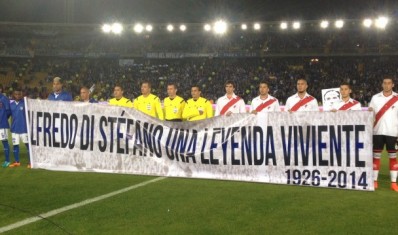 LFREDO DI STÉFANO UNA LEYENDA VIVIENTE
1926-2014